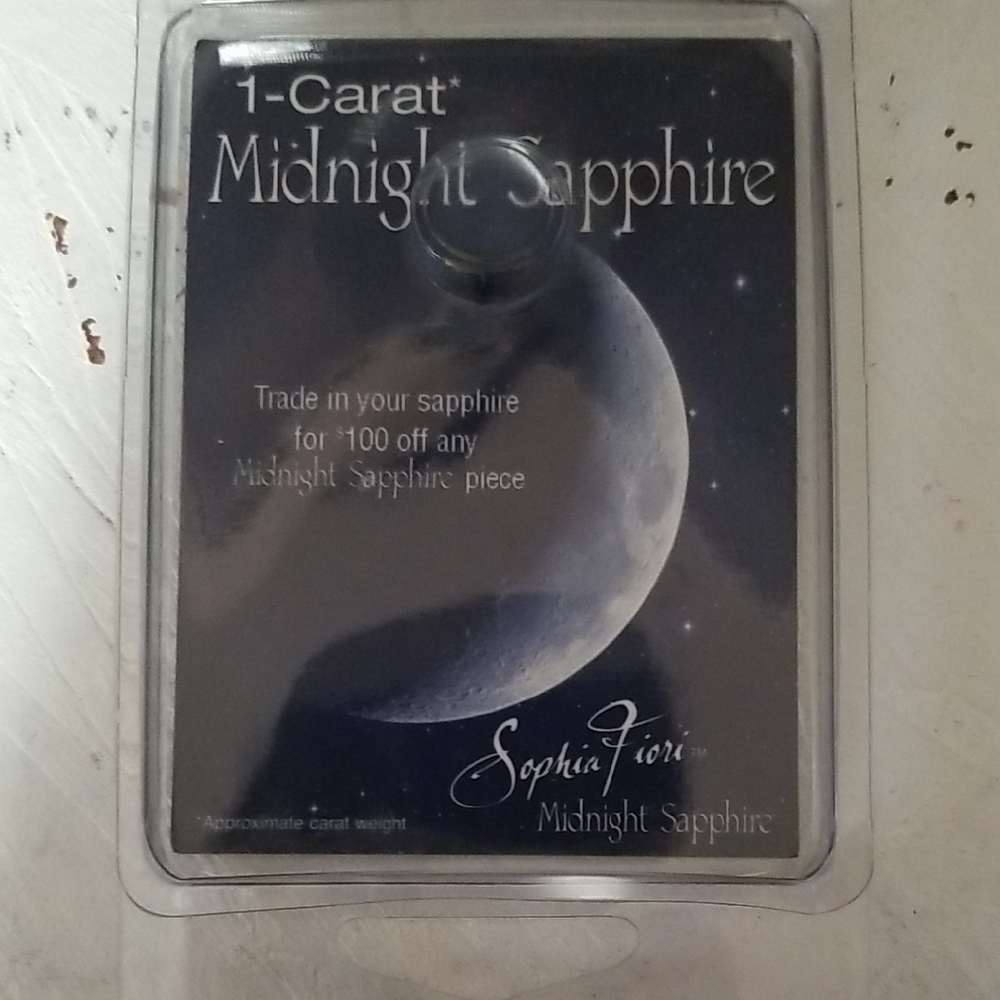 1-Carat*
Midnight Sapphire
Trade in your sapphire
for $100 off any
Midnight Sapphire piece
Sophia Fiori™
Midnight Sapphire
*Approximate carat weight